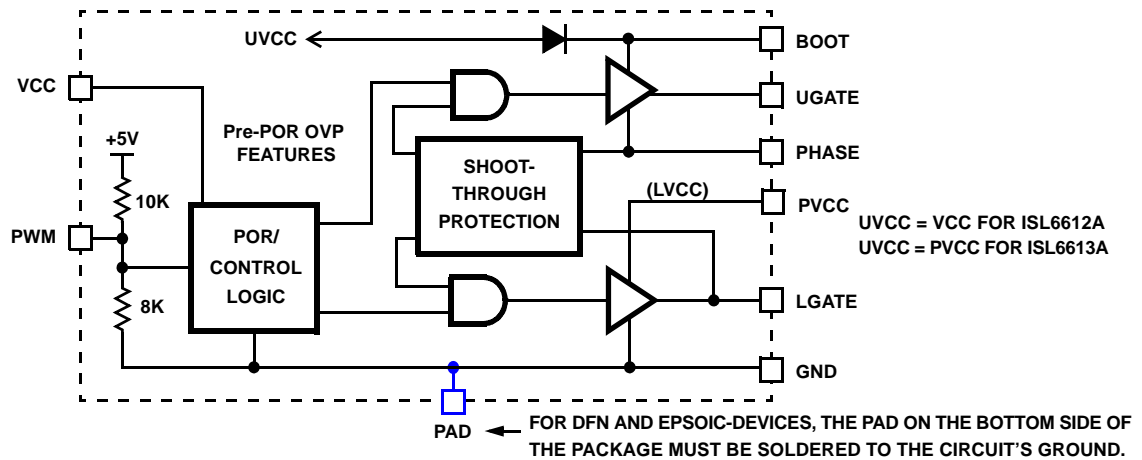 UVCC
BOOT
VCC
UGATE
+5V
Pre-POR OVP
FEATURES
PHASE
SHOOT-
THROUGH
PROTECTION
10K
(LVCC)
PVCC
UVCC = VCC FOR ISL6612A
UVCC = PVCC FOR ISL6613A
PWM
POR/
CONTROL
LOGIC
8K
LGATE
GND
PAD
FOR DFN AND EPSOIC-DEVICES, THE PAD ON THE BOTTOM SIDE OF
THE PACKAGE MUST BE SOLDERED TO THE CIRCUIT'S GROUND.